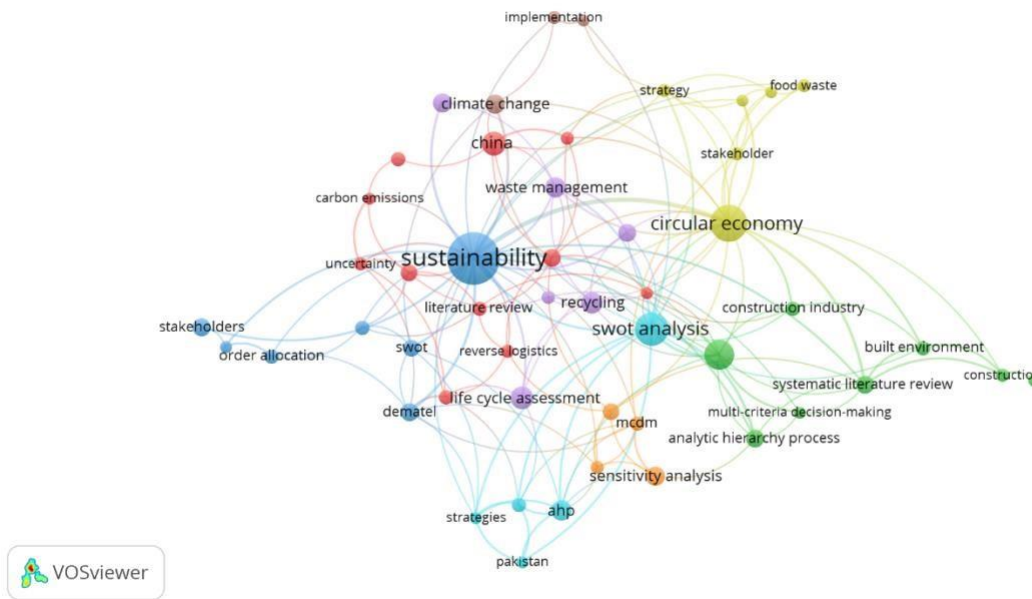 implementation
strategy
food waste
climate change
china
stakeholder
waste management
carbon emissions
circular economy
sustainability
uncertainty
literature review
recycling
construction industry
stakeholders
swot analysis
order allocation
swot
reverse logistics
built environment
constructio
systematic literature review
life cycle assessment
dematel
multi-criteria decision-making
mcdm
analytic hierarchy process
sensitivity analysis
strategies
ahp
pakistan
VOSviewer